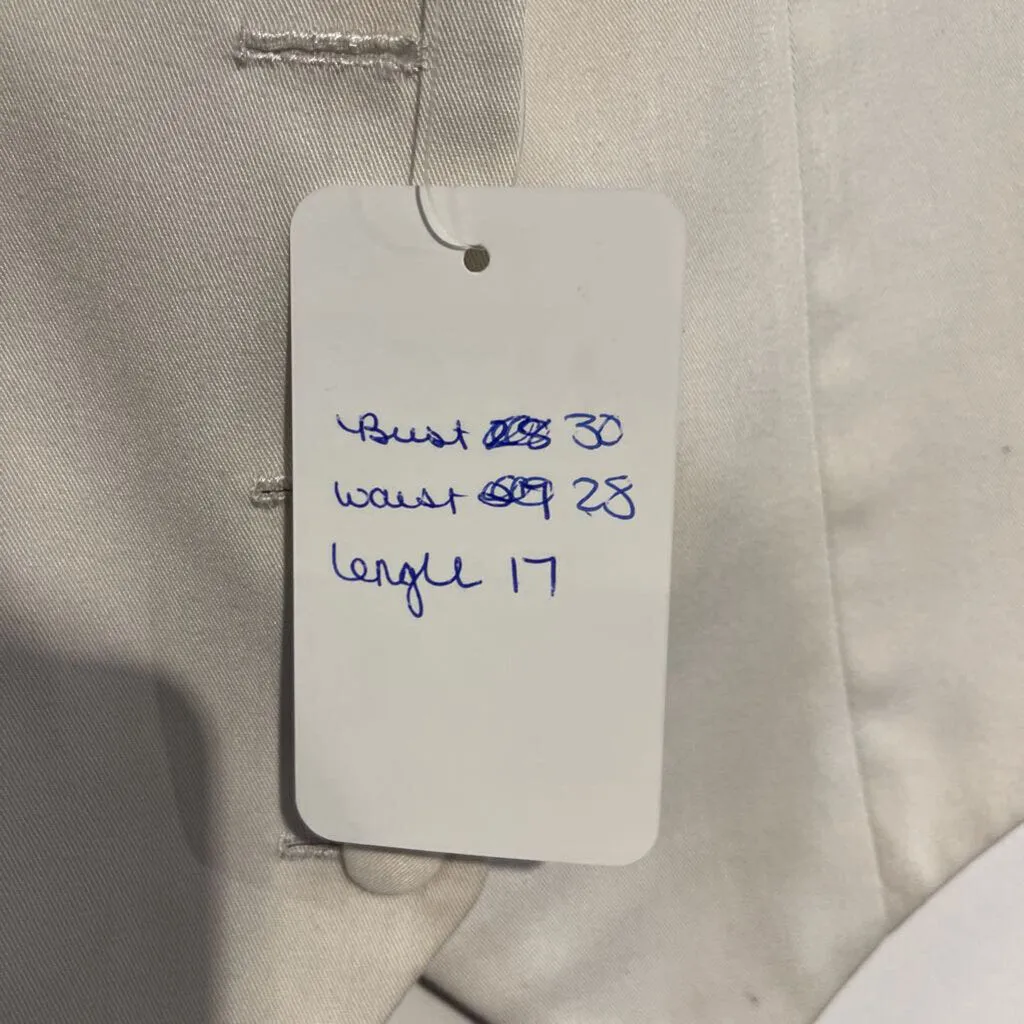 Bust 30
waist 28
length 17